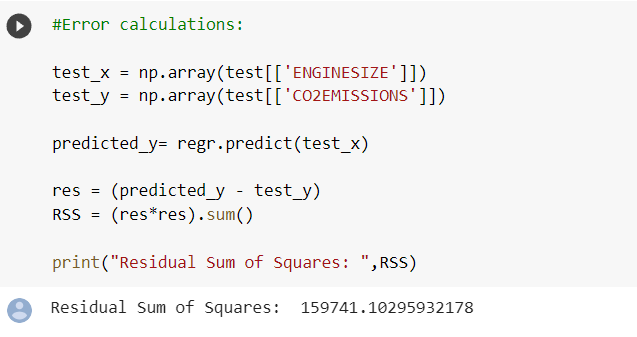 #Error calculations:
test_x = np.array(test[['ENGINESIZE']])
test_y = np.array(test[['CO2EMISSIONS']])
predicted_y= regr.predict(test_x)
res = (predicted_y - test_y)
RSS = (res*res).sum()
print("Residual Sum of Squares: ",RSS)
Residual Sum of Squares:  159741.10295932178